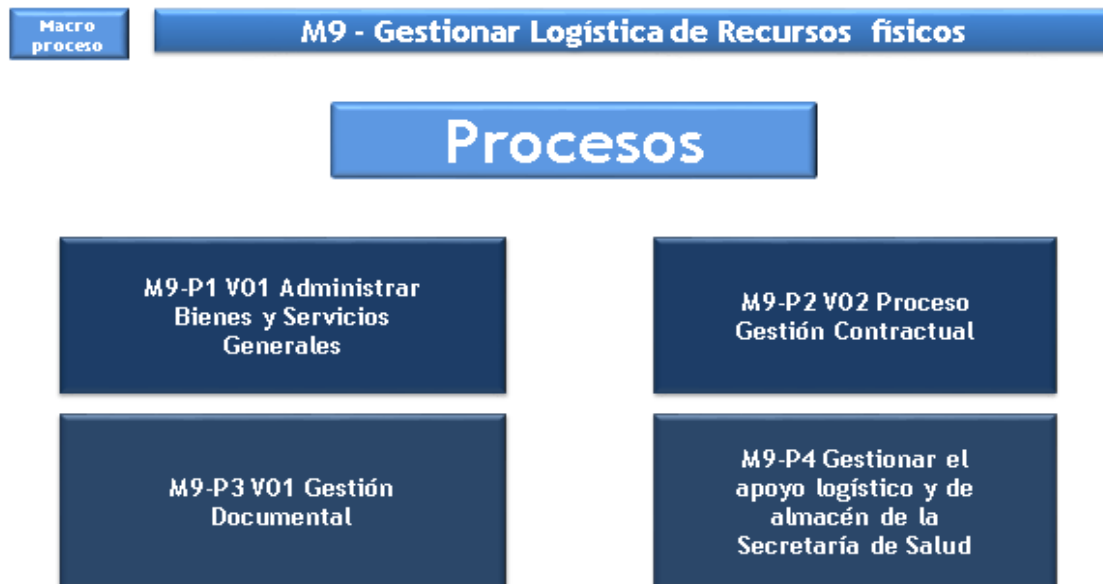 Macro
proceso
M9 - Gestionar Logística de Recursos físicos
Procesos
M9-P1 V01 Administrar
Bienes y Servicios
Generales
M9-P2 V02 Proceso
Gestión Contractual
M9-P3 V01 Gestión
Documental
M9-P4 Gestionar el
apoyo logístico y de
almacén de la
Secretaría de Salud